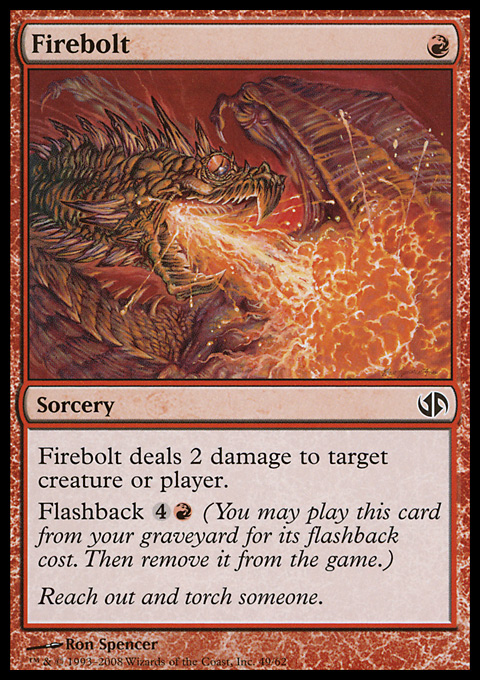 Firebolt
Sorcery
Firebolt deals 2 damage to target
creature or player.
Flashback 4 (You may play this card
from your graveyard for its flashback
cost. Then remove it from the game.)
Reach out and torch someone.
Ron Spencer
™ & © 1993–2008 Wizards of the Coast, Inc. 49/62